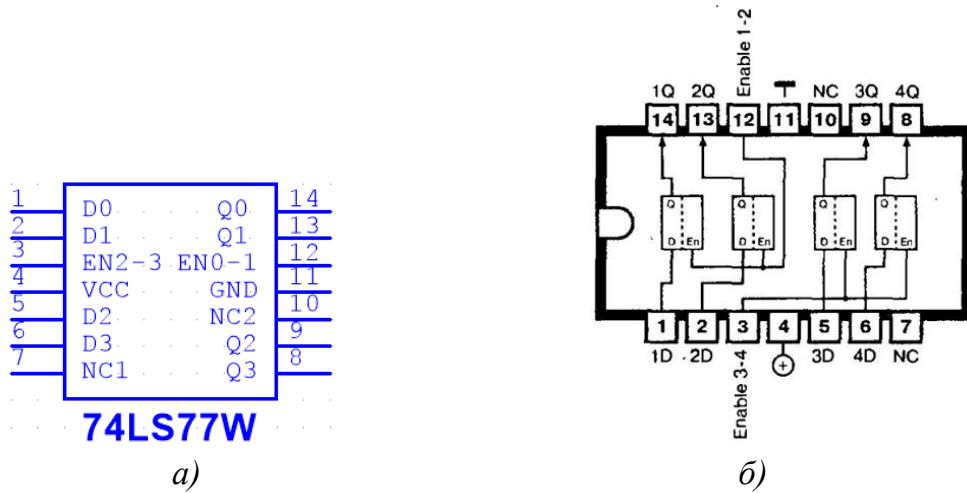 1 14
D0 Q0
2 13
D1 Q1
3 12
EN2-3 EN0-1
4 11
VCC GND
5 10
D2 NC2
6 9
D3 Q2
7 8
NC1 Q3
74LS77W
а)
Enable 1-2
1Q 2Q NC 3Q 4Q
14 13 12 11 10 9 8
Q Q Q Q
D En D En D En D En
1 2 3 4 5 6 7
1D 2D 3D 4D NC
Enable 3-4
б)